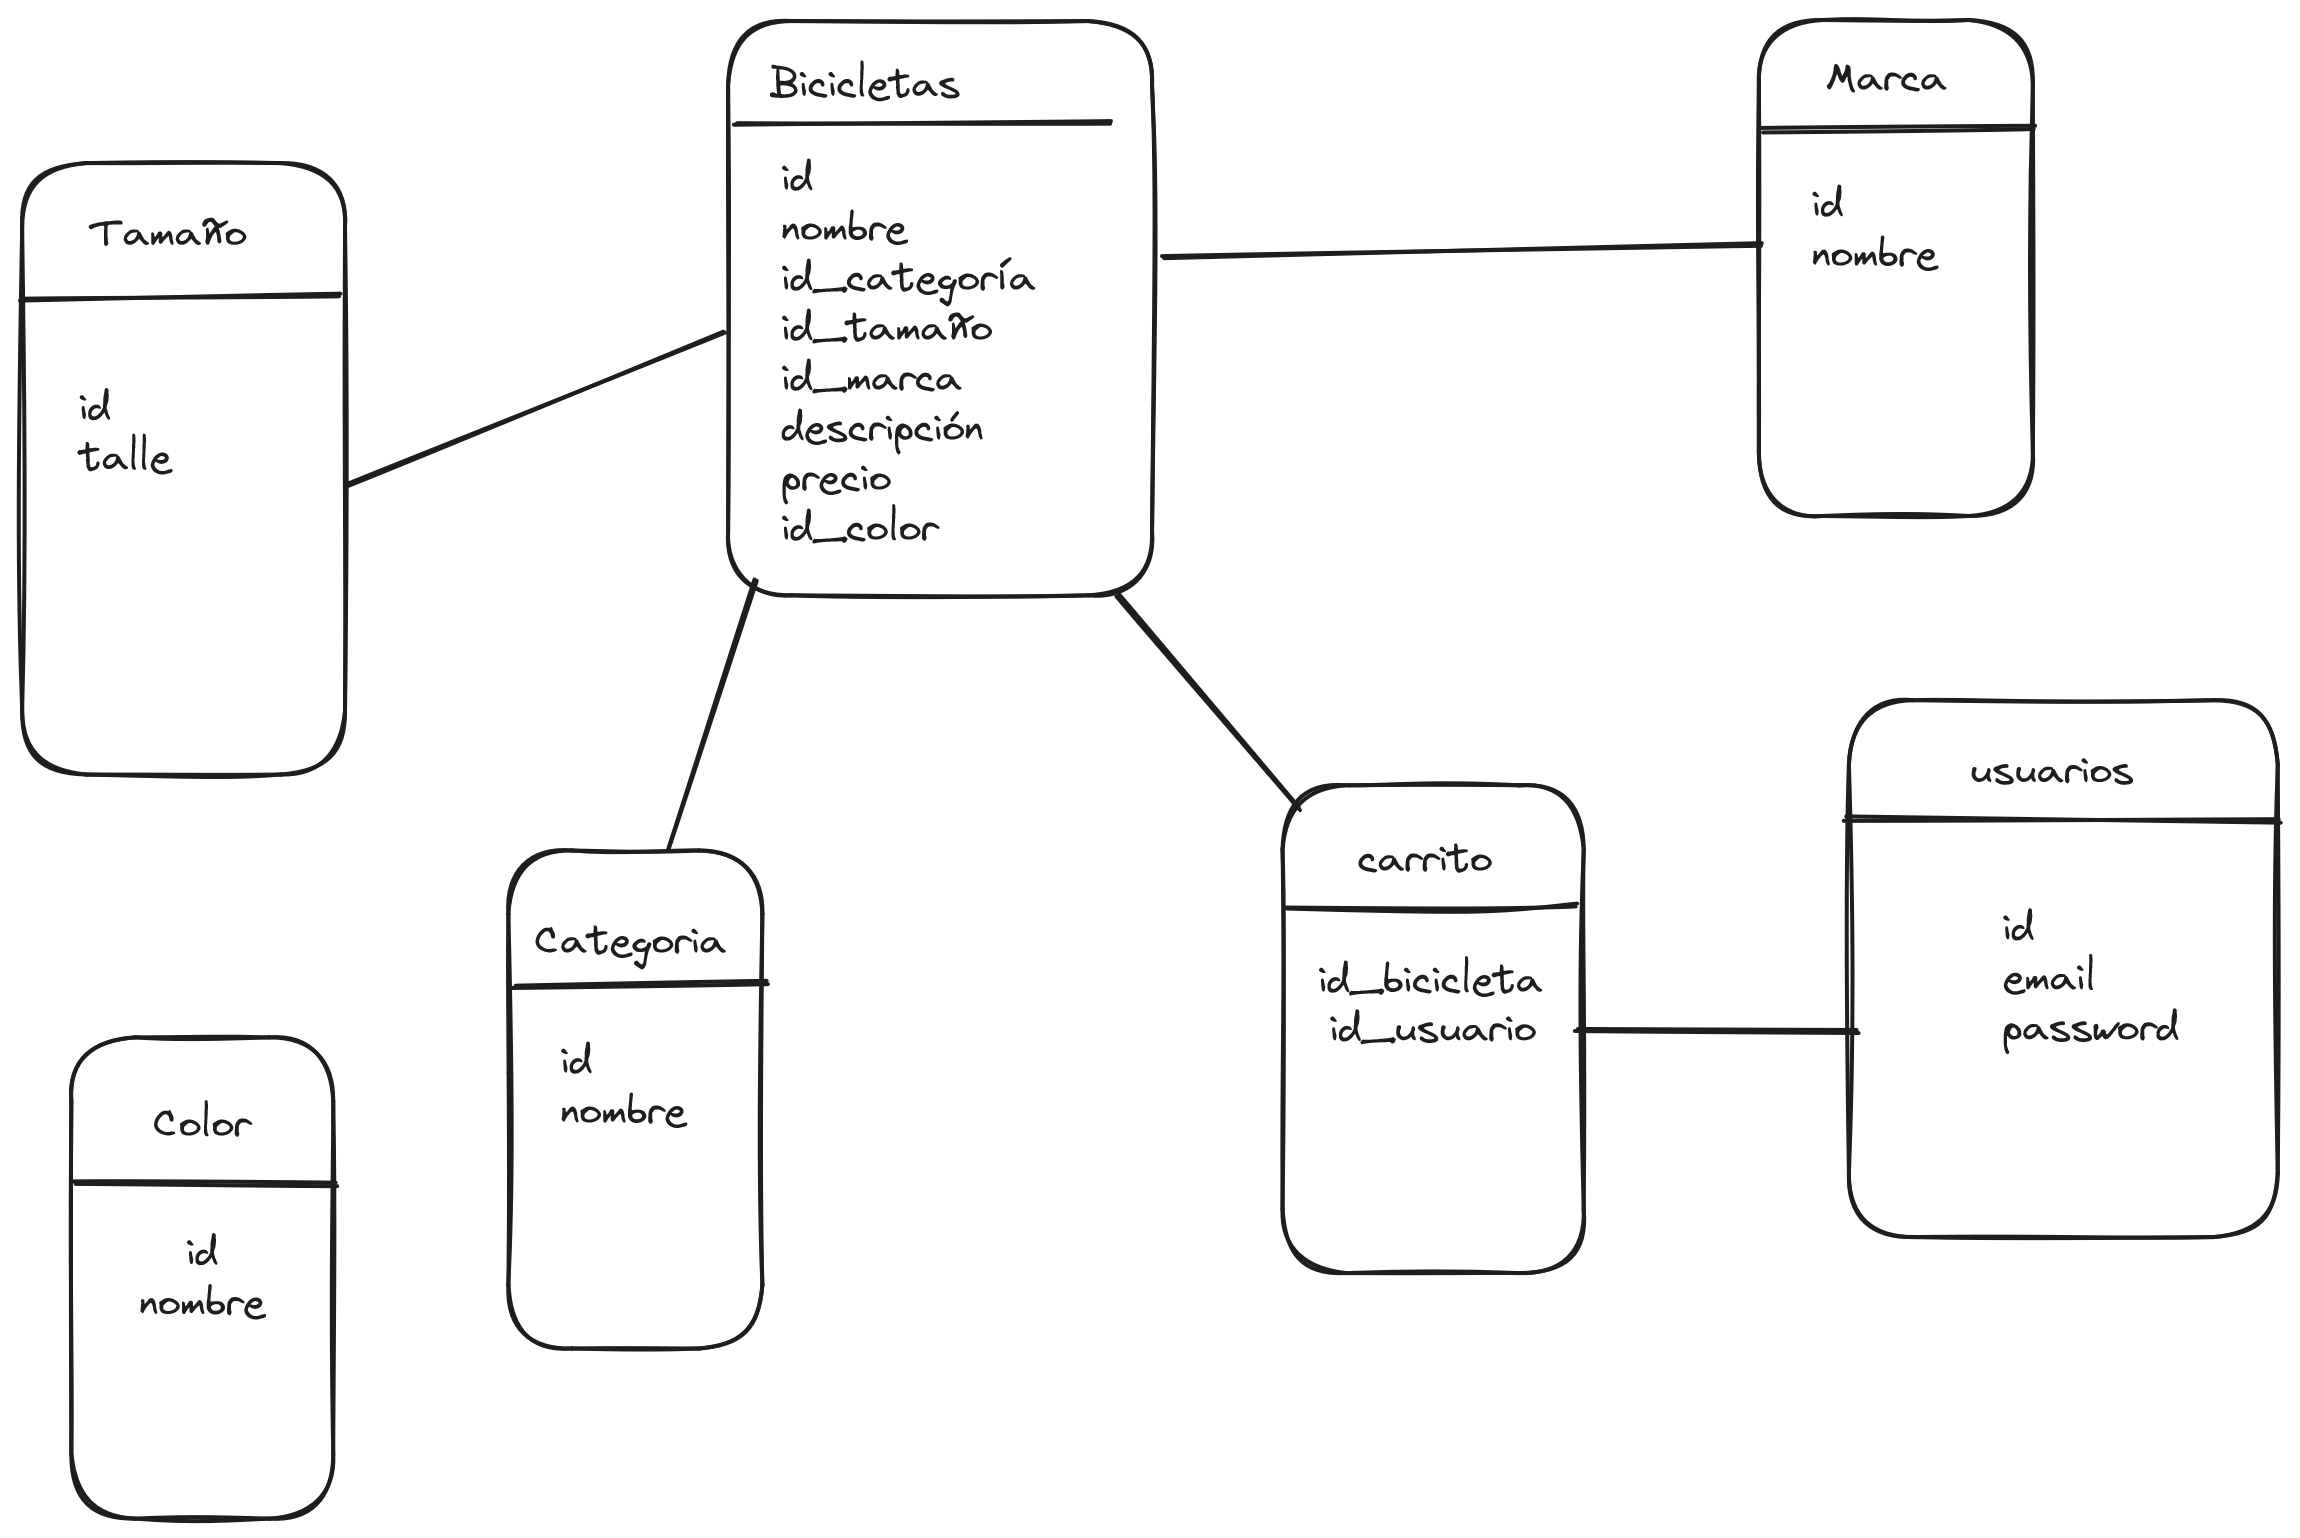 Bicicletas
id
nombre
id_categoría
id_tamaño
id_marca
descripción
precio
id_color
Marca
id
nombre
Tamaño
id
talle
usuarios
id
email
password
carrito
id_bicicleta
id_usuario
Categoria
id
nombre
Color
id
nombre